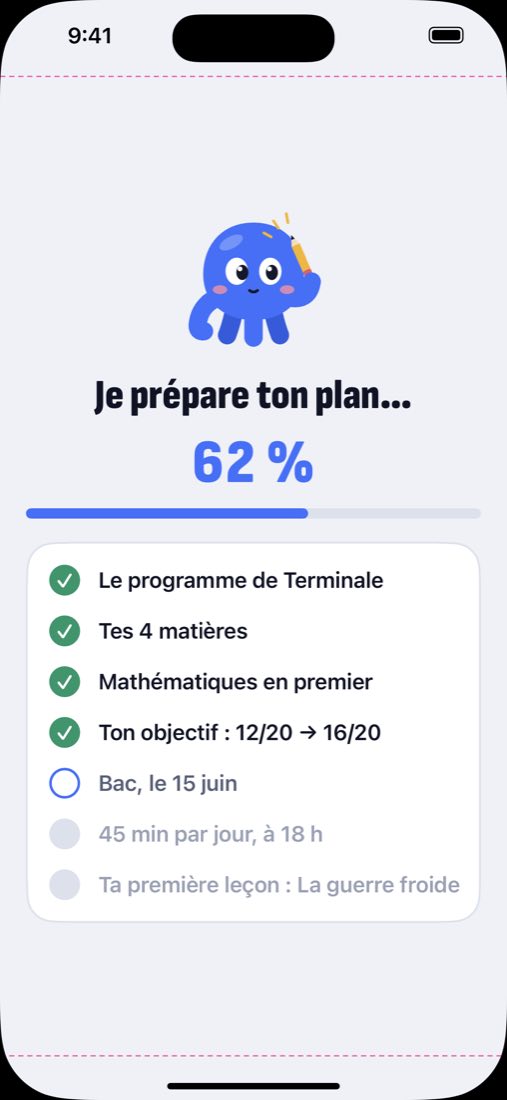 9:41
Je prépare ton plan...
62 %
Le programme de Terminale
Tes 4 matières
Mathématiques en premier
Ton objectif : 12/20 → 16/20
Bac, le 15 juin
45 min par jour, à 18 h
Ta première leçon : La guerre froide